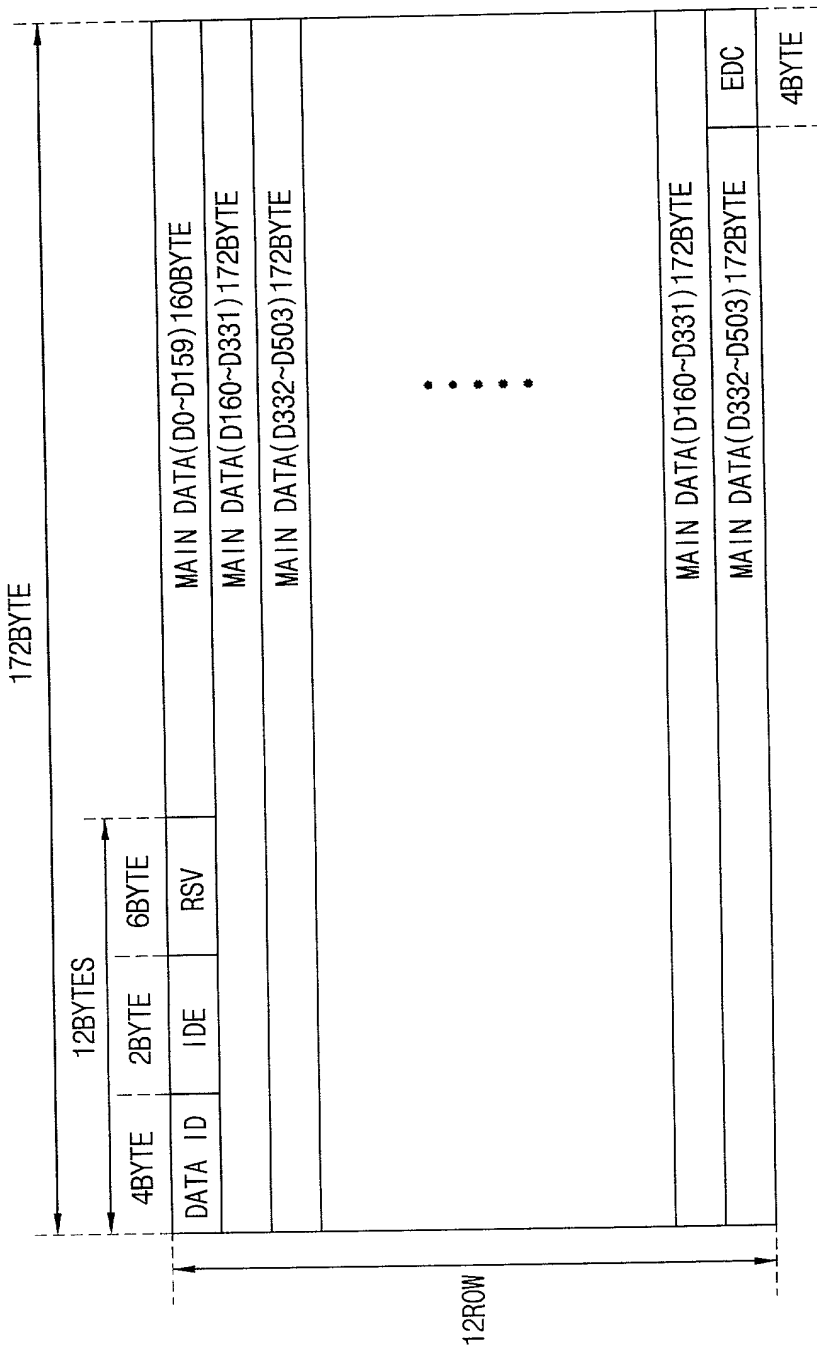 172BYTE
12BYTES
4BYTE 2BYTE 6BYTE
DATA ID IDE RSV MAIN DATA(D0~D159)160BYTE
MAIN DATA(D160~D331)172BYTE
MAIN DATA(D332~D503)172BYTE
12ROW
MAIN DATA(D160~D331)172BYTE
MAIN DATA(D332~D503)172BYTE EDC
4BYTE